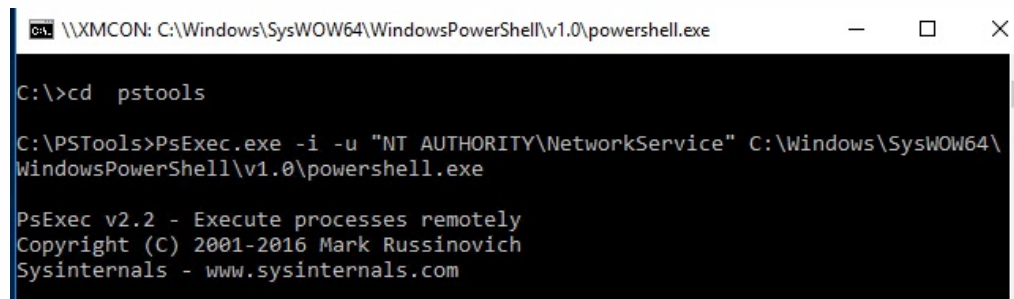 \\XMCON: C:\Windows\SysWOW64\WindowsPowerShell\v1.0\powershell.exe
C:\>cd  pstools
C:\PSTools>PsExec.exe -i -u "NT AUTHORITY\NetworkService" C:\Windows\SysWOW64\
WindowsPowerShell\v1.0\powershell.exe
PsExec v2.2 - Execute processes remotely
Copyright (C) 2001-2016 Mark Russinovich
Sysinternals - www.sysinternals.com